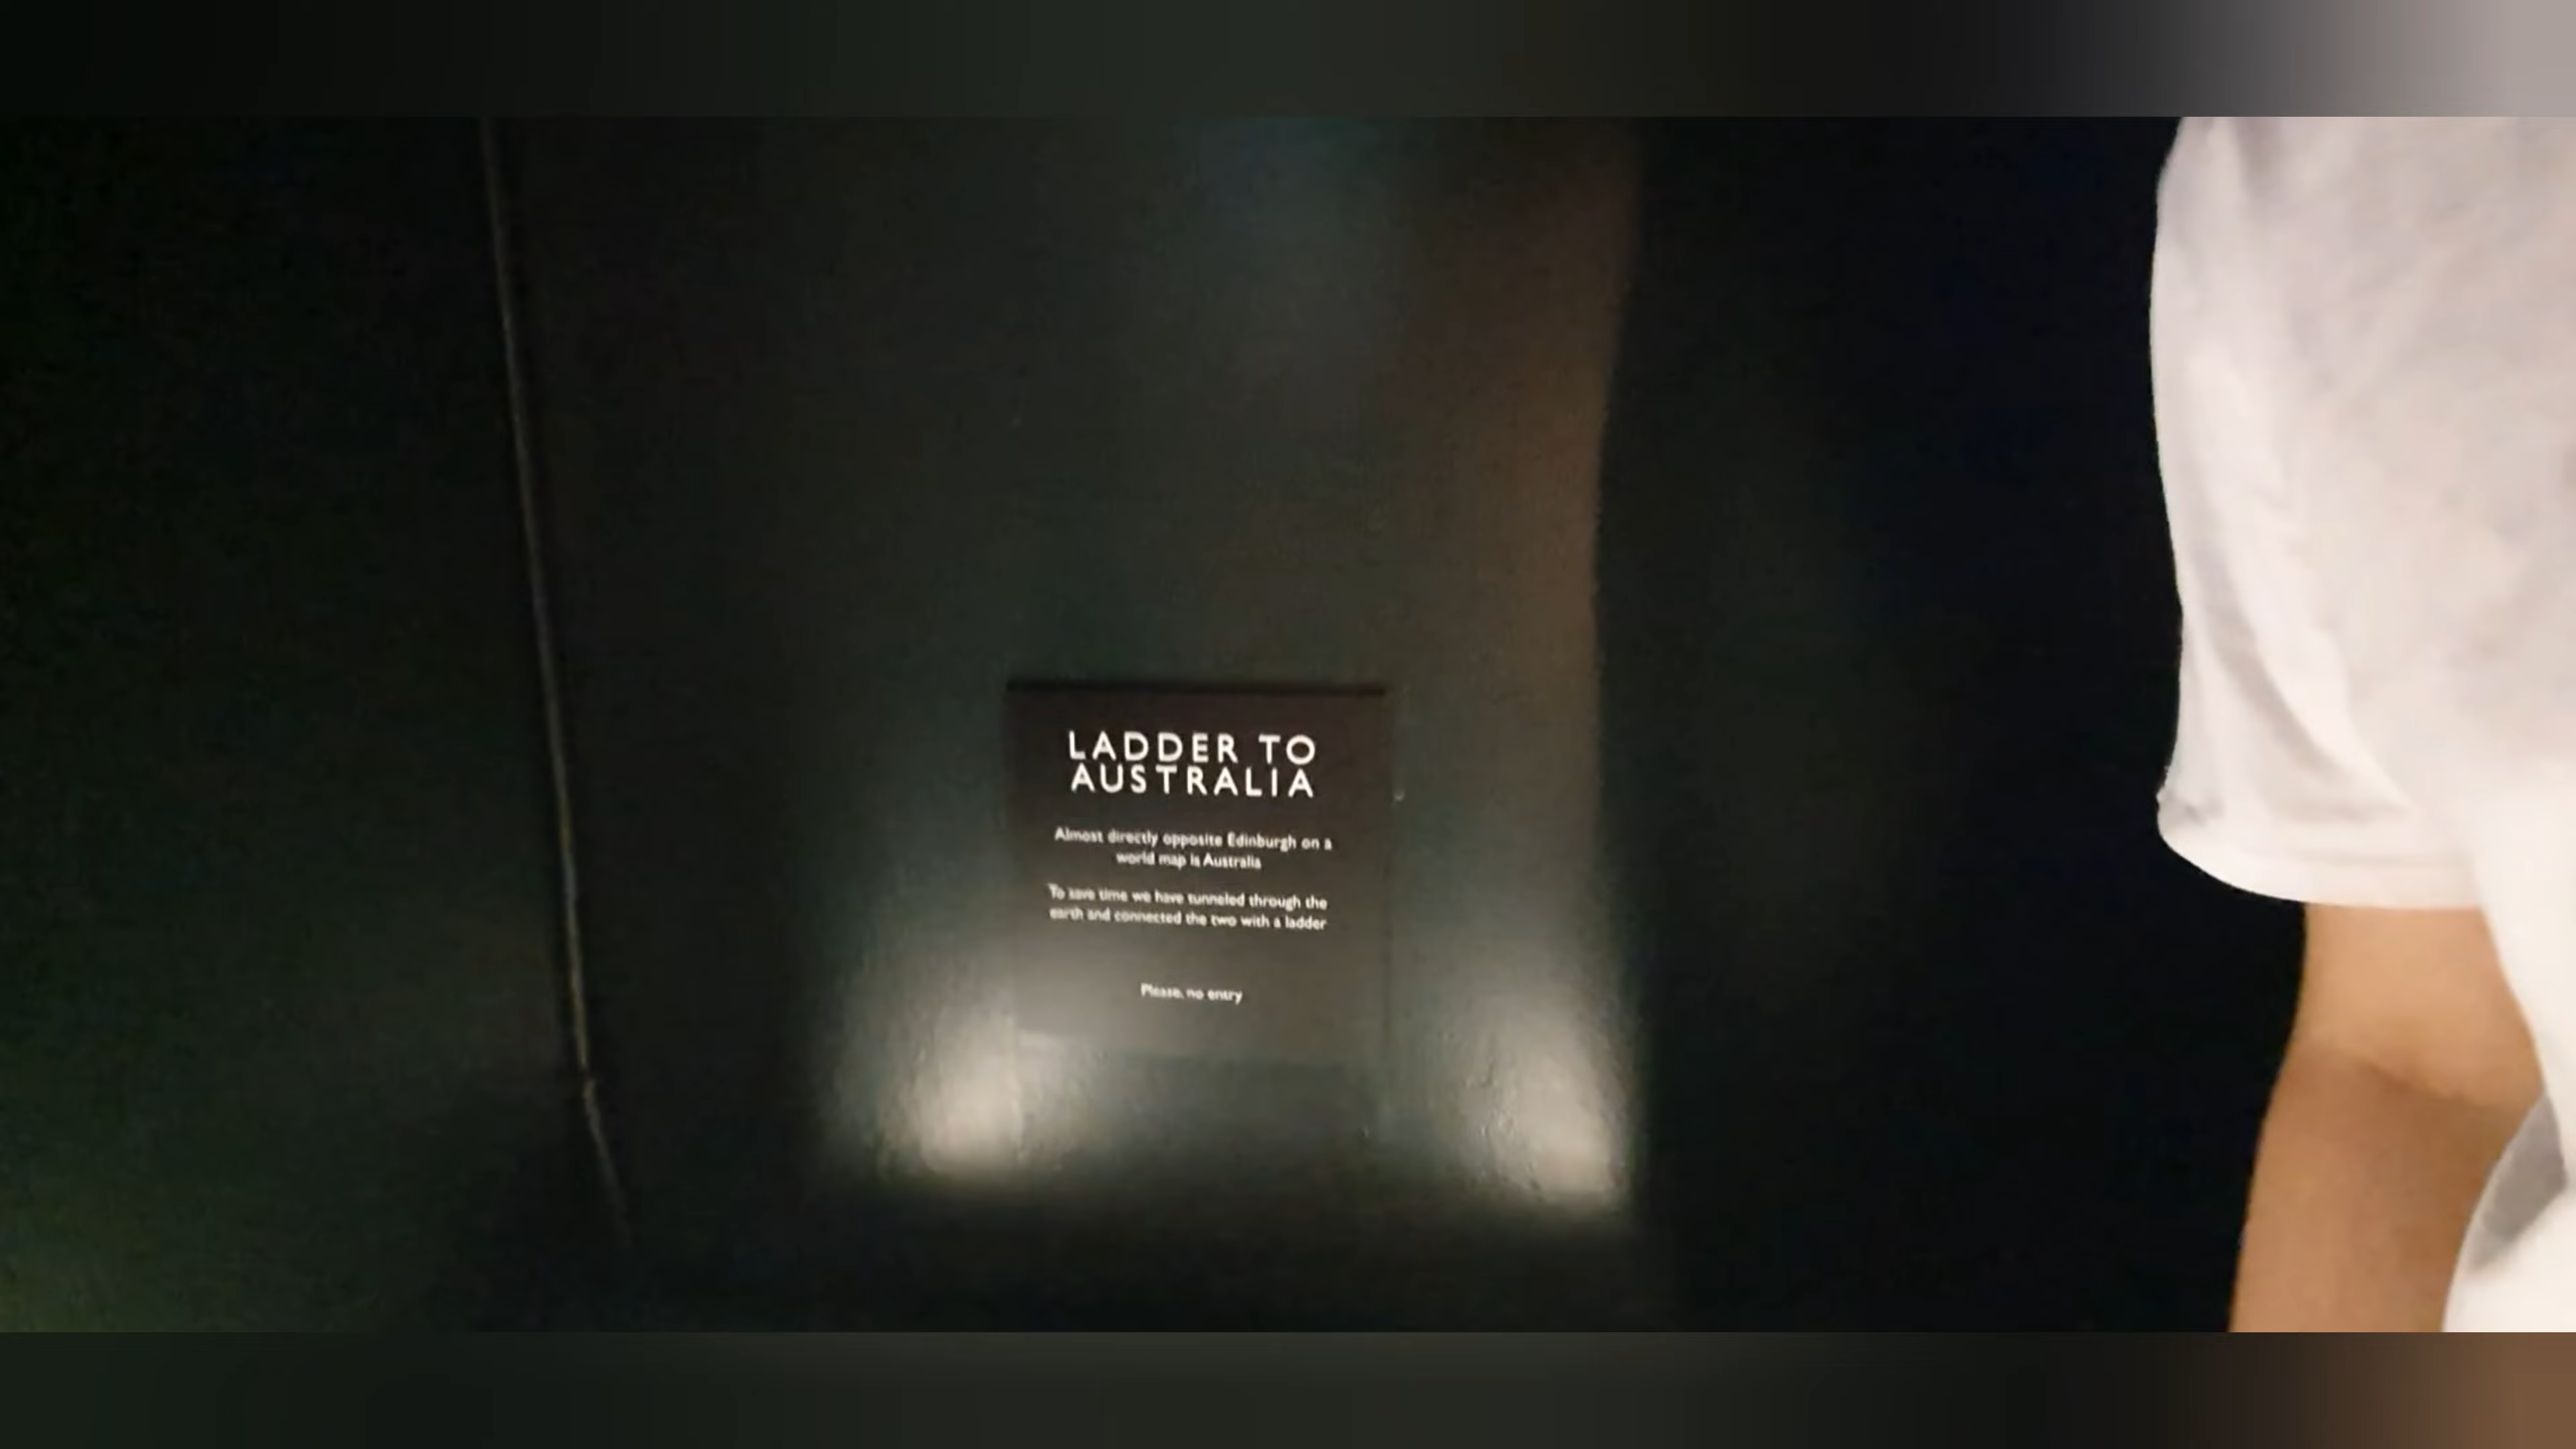 LADDER TO
AUSTRALIA
Almost directly opposite Edinburgh on a
world map is Australia
To save time we have tunneled through the
earth and connected the two with a ladder
Please, no entry